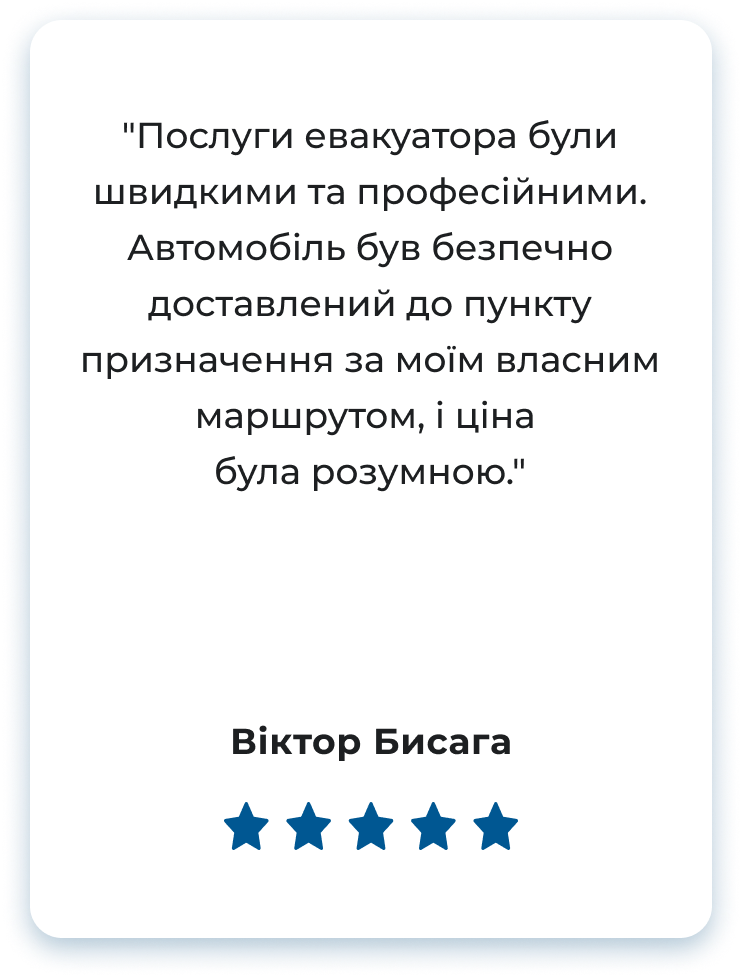 "Послуги евакуатора були
швидкими та професійними.
Автомобіль був безпечно
доставлений до пункту
призначення за моїм власним
маршрутом, і ціна
була розумною."
Віктор Бисага